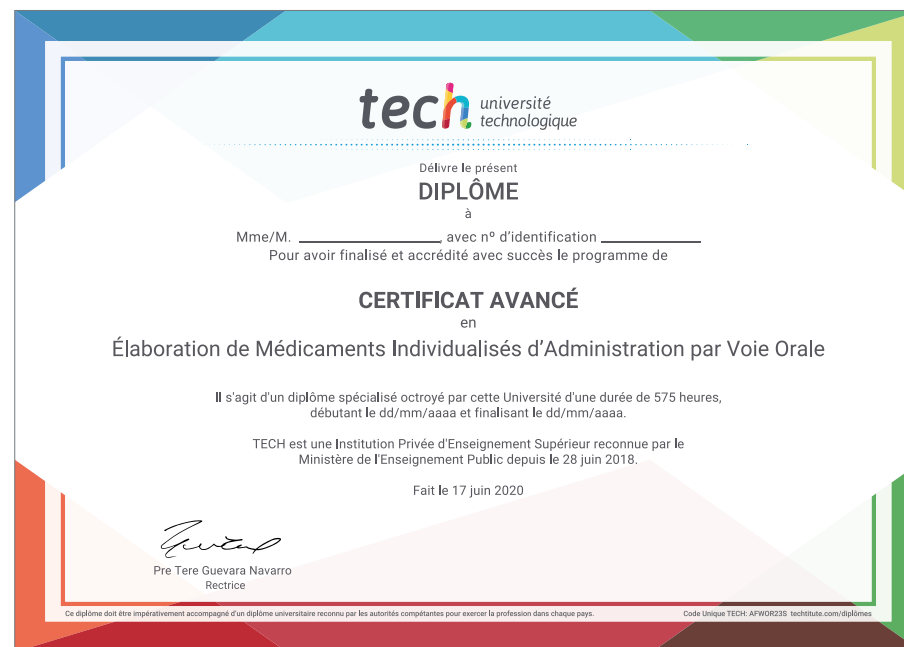 tech université
technologique
Délivre le présent
DIPLÔME
à
Mme/M. ____________, avec nº d'identification ____________
Pour avoir finalisé et accrédité avec succès le programme de
CERTIFICAT AVANCÉ
en
Élaboration de Médicaments Individualisés d'Administration par Voie Orale
Il s'agit d'un diplôme spécialisé octroyé par cette Université d'une durée de 575 heures,
débutant le dd/mm/aaaa et finalisant le dd/mm/aaaa.
TECH est une Institution Privée d'Enseignement Supérieur reconnue par le
Ministère de l'Enseignement Public depuis le 28 juin 2018.
Fait le 17 juin 2020
Pre Tere Guevara Navarro
Rectrice
Ce diplôme doit être impérativement accompagné d'un diplôme universitaire reconnu par les autorités compétentes pour exercer la profession dans chaque pays.
Code Unique TECH: AFWOR23S techtitute.com/diplômes